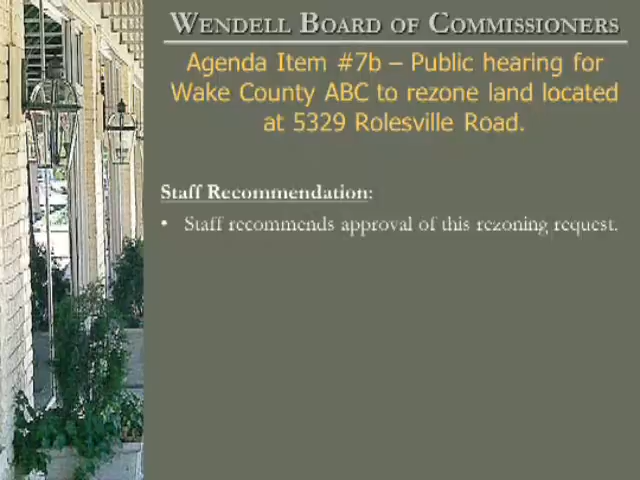 Wendell Board of Commissioners
Agenda Item #7b – Public hearing for
Wake County ABC to rezone land located
at 5329 Rolesville Road.
Staff Recommendation:
• Staff recommends approval of this rezoning request.